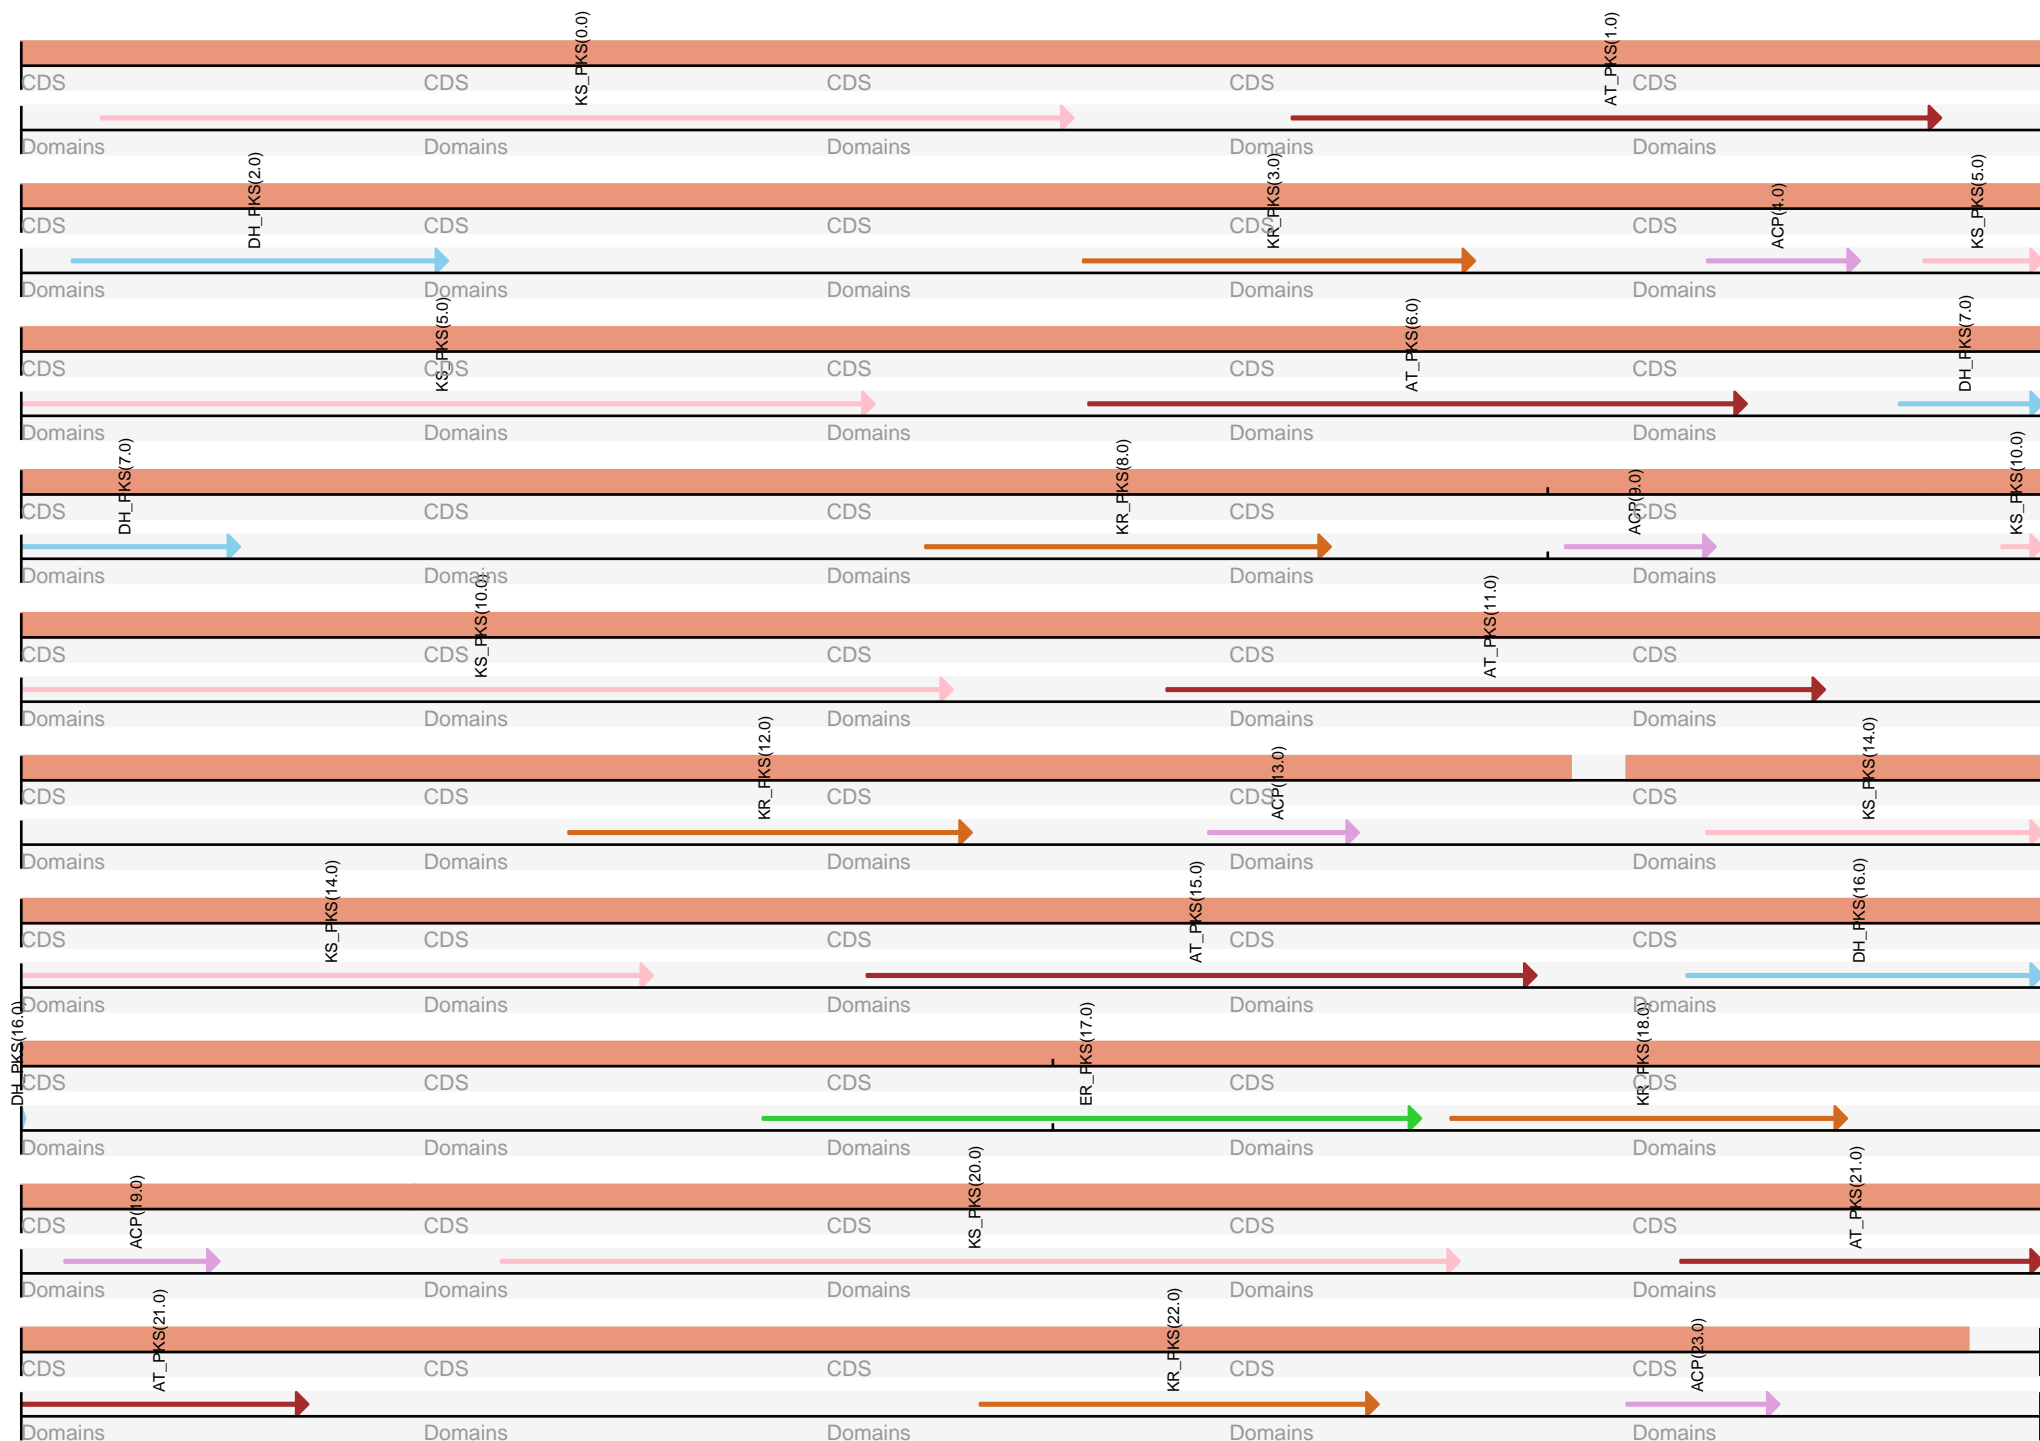 KS_PKS(0.0) AT_PKS(1.0)
CDS CDS CDS CDS CDS
Domains Domains Domains Domains Domains
DH_PKS(2.0) KR_PKS(3.0) ACP(4.0) KS_PKS(5.0)
CDS CDS CDS CDS CDS
Domains Domains Domains Domains Domains
KS_PKS(5.0) AT_PKS(6.0) DH_PKS(7.0)
CDS CDS CDS CDS CDS
Domains Domains Domains Domains Domains
DH_PKS(7.0) KR_PKS(8.0) ACP(9.0) KS_PKS(10.0)
CDS CDS CDS CDS CDS
Domains Domains Domains Domains Domains
KS_PKS(10.0) AT_PKS(11.0)
CDS CDS CDS CDS CDS
Domains Domains Domains Domains Domains
KR_PKS(12.0) ACP(13.0) KS_PKS(14.0)
CDS CDS CDS CDS CDS
Domains Domains Domains Domains Domains
KS_PKS(14.0) AT_PKS(15.0) DH_PKS(16.0)
CDS CDS CDS CDS CDS
Domains Domains Domains Domains Domains
DH_PKS(16.0) ER_PKS(17.0) KR_PKS(18.0)
CDS CDS CDS CDS CDS
Domains Domains Domains Domains Domains
ACP(19.0) KS_PKS(20.0) AT_PKS(21.0)
CDS CDS CDS CDS CDS
Domains Domains Domains Domains Domains
AT_PKS(21.0) KR_PKS(22.0) ACP(23.0)
CDS CDS CDS CDS CDS
Domains Domains Domains Domains Domains